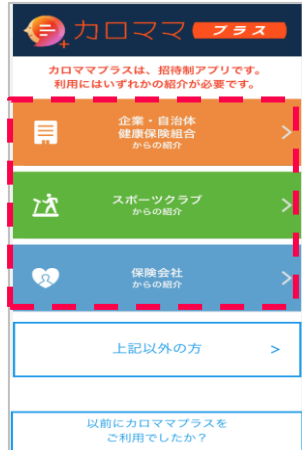 カロママ プラス
カロママプラスは、招待制アプリです。
利用にはいずれかの紹介が必要です。
企業・自治体
健康保険組合
からの紹介
スポーツクラブ
からの紹介
保険会社
からの紹介
上記以外の方 >
以前にカロママプラスを
ご利用でしたか？